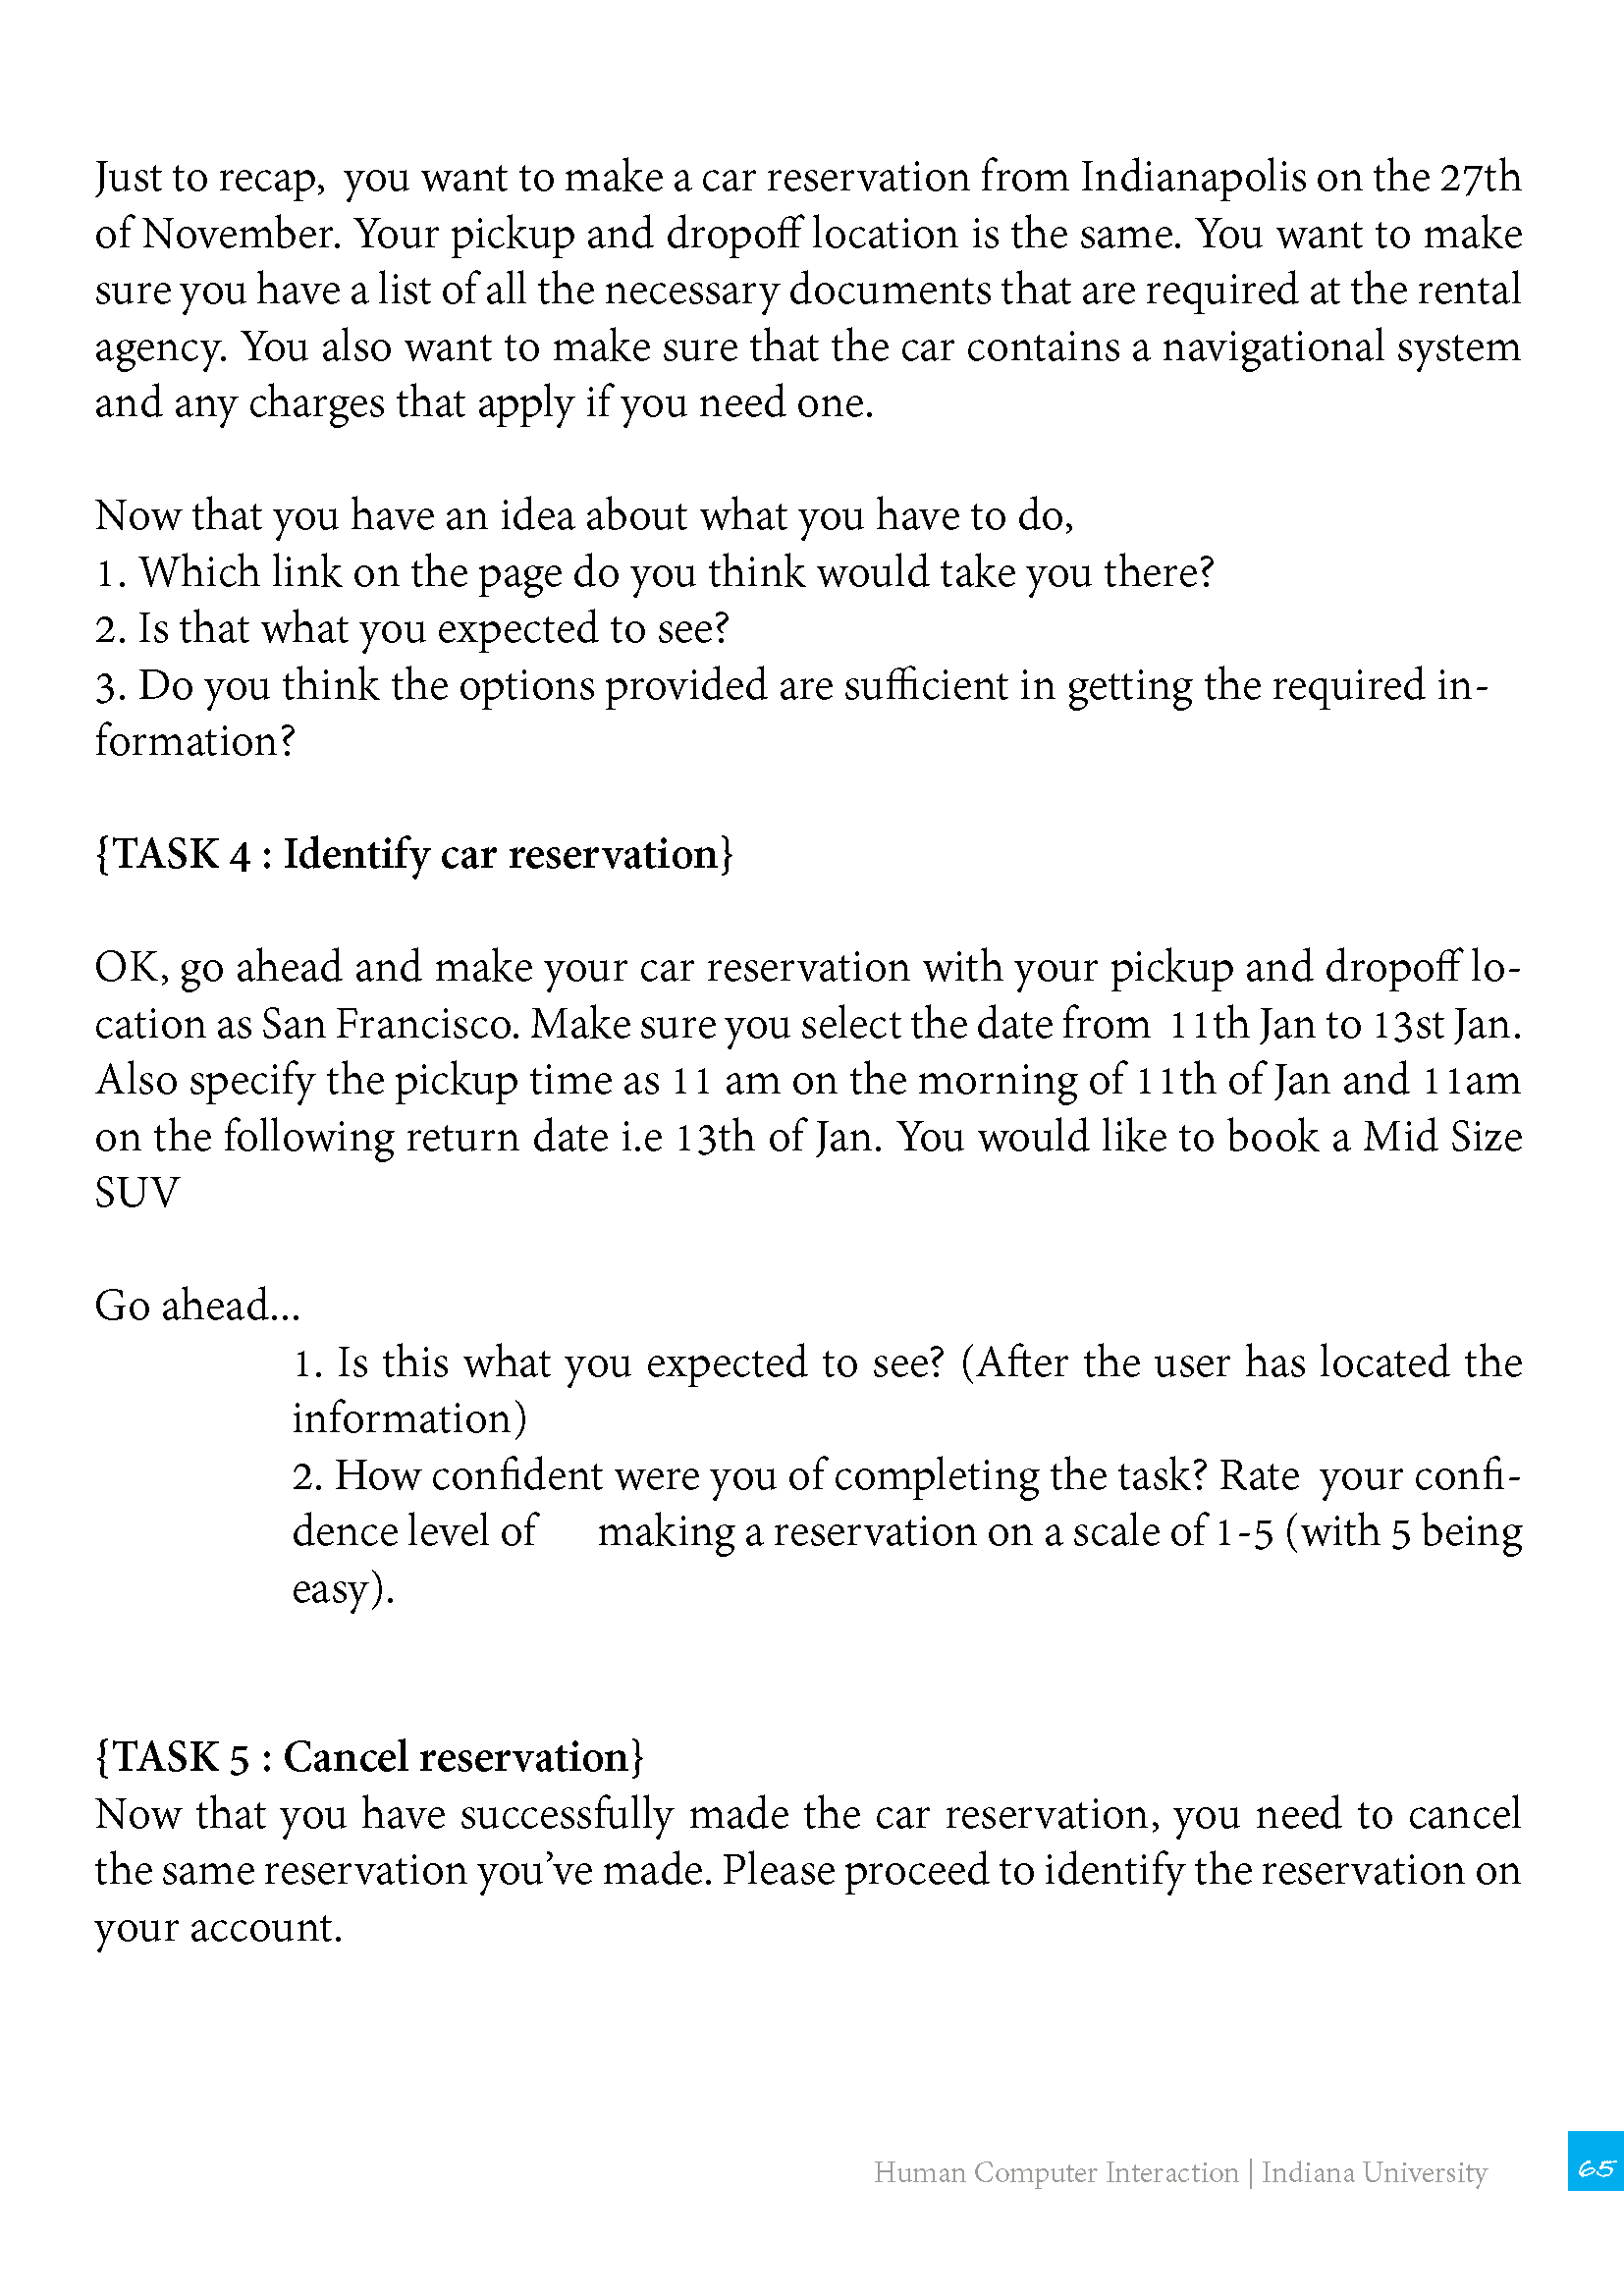 Just to recap, you want to make a car reservation from Indianapolis on the 27th
of November. Your pickup and dropoff location is the same. You want to make
sure you have a list of all the necessary documents that are required at the rental
agency. You also want to make sure that the car contains a navigational system
and any charges that apply if you need one.
Now that you have an idea about what you have to do,
1. Which link on the page do you think would take you there?
2. Is that what you expected to see?
3. Do you think the options provided are sufficient in getting the required in-
formation?
{TASK 4 : Identify car reservation}
OK, go ahead and make your car reservation with your pickup and dropoff lo-
cation as San Francisco. Make sure you select the date from 11th Jan to 13st Jan.
Also specify the pickup time as 11 am on the morning of 11th of Jan and 11am
on the following return date i.e 13th of Jan. You would like to book a Mid Size
SUV
Go ahead...
1. Is this what you expected to see? (After the user has located the
information)
2. How confident were you of completing the task? Rate your confi-
dence level of making a reservation on a scale of 1-5 (with 5 being
easy).
{TASK 5 : Cancel reservation}
Now that you have successfully made the car reservation, you need to cancel
the same reservation you've made. Please proceed to identify the reservation on
your account.
Human Computer Interaction | Indiana University
65